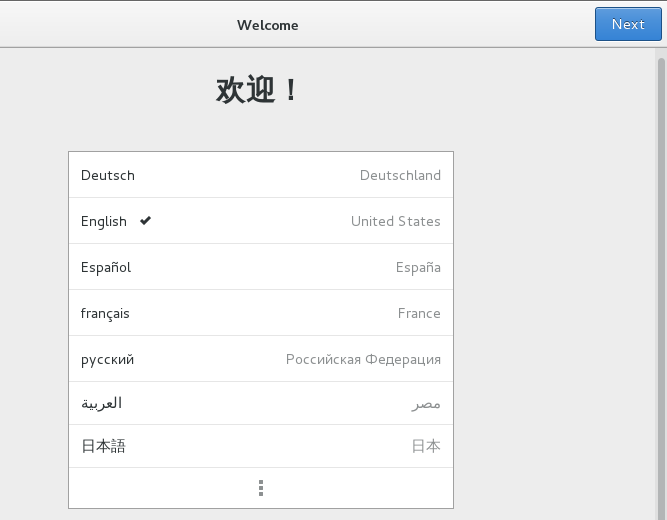 Welcome Next
欢迎！
Deutsch Deutschland
English United States
Español España
français France
русский Российская Федерация
العربية مصر
日本語 日本